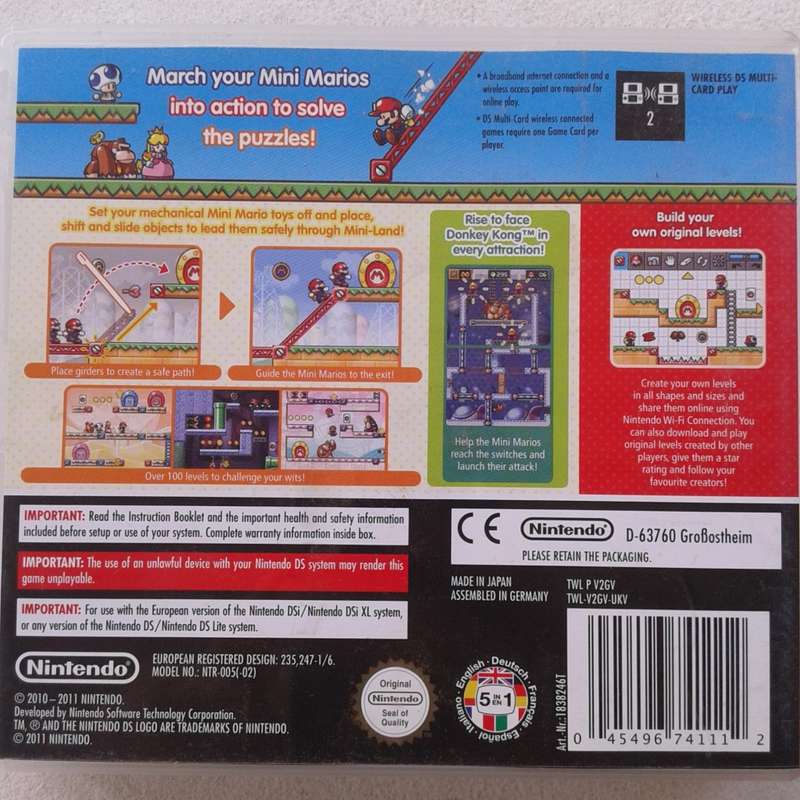 March your Mini Marios
into action to solve
the puzzles!
• A broadband internet connection and a
wireless access point are required for
online play.
• DS Multi-Card wireless connected
games require one Game Card per
player.
2
WIRELESS DS MULTI-
CARD PLAY
Set your mechanical Mini Mario toys off and place,
shift and slide objects to lead them safely through Mini-Land!
Place girders to create a safe path!
Guide the Mini Marios to the exit!
Over 100 levels to challenge your wits!
Rise to face
Donkey Kong™ in
every attraction!
Help the Mini Marios
reach the switches and
launch their attack!
Build your
own original levels!
Create your own levels
in all shapes and sizes and
share them online using
Nintendo Wi-Fi Connection. You
can also download and play
original levels created by other
players, give them a star
rating and follow your
favourite creators!
IMPORTANT: Read the Instruction Booklet and the important health and safety information
included before setup or use of your system. Complete warranty information inside box.
IMPORTANT: The use of an unlawful device with your Nintendo DS system may render this
game unplayable.
IMPORTANT: For use with the European version of the Nintendo DSi/Nintendo DSi XL system,
or any version of the Nintendo DS/Nintendo DS Lite system.
CE Nintendo D-63760 Großostheim
PLEASE RETAIN THE PACKAGING.
MADE IN JAPAN
ASSEMBLED IN GERMANY
TWL P V2GV
TWL-V2GV-UKV
Nintendo
EUROPEAN REGISTERED DESIGN: 235,247-1/6.
MODEL NO.: NTR-005(-02)
© 2010–2011 NINTENDO.
Developed by Nintendo Software Technology Corporation.
TM, ® AND THE NINTENDO DS LOGO ARE TRADEMARKS OF NINTENDO.
© 2011 NINTENDO.
Original
Nintendo
Seal of
Quality
English · Deutsch · Français · Español · Italiano
5 IN EN 1
Art.-Nr.: 1838246T
0 45496 74111 2